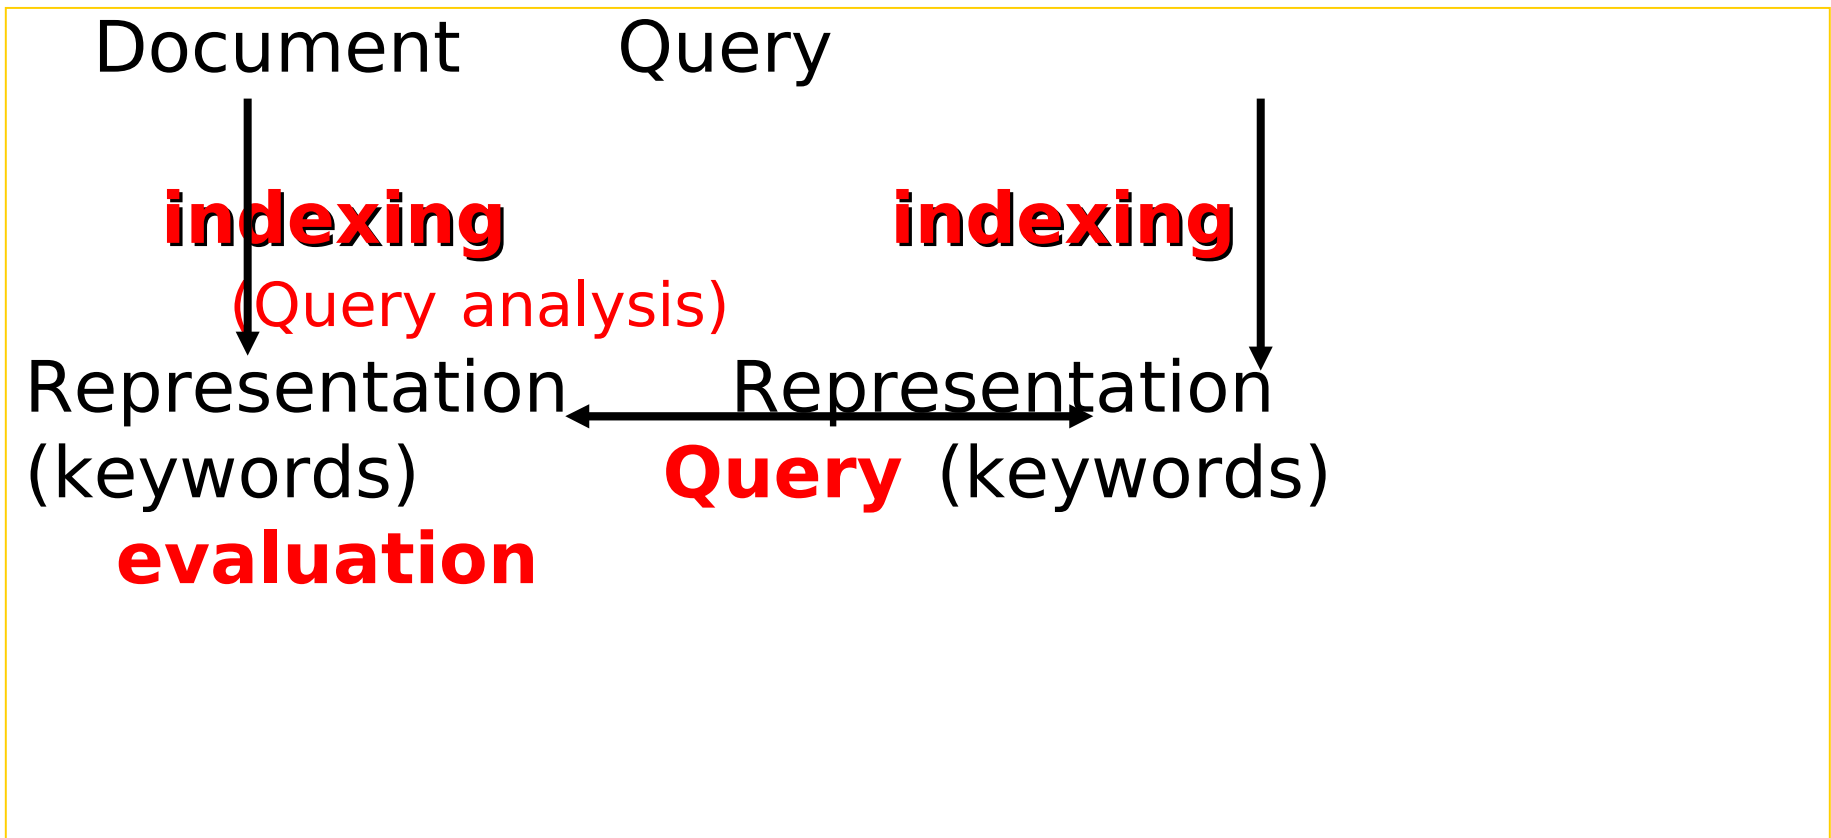 Document Query
indexing indexing
(Query analysis)
Representation Representation
(keywords) Query (keywords)
evaluation